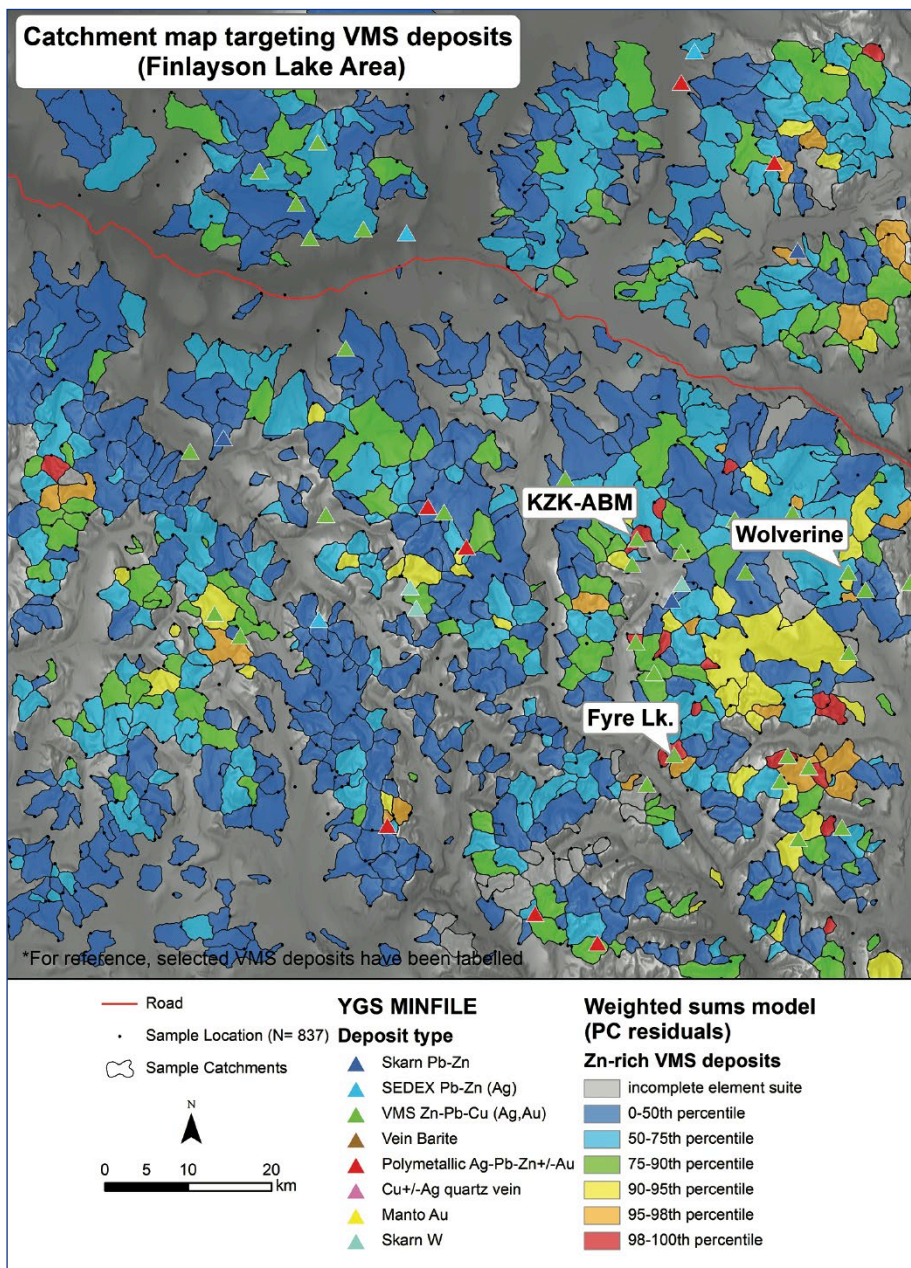 Catchment map targeting VMS deposits
(Finlayson Lake Area)
KZK-ABM
Wolverine
Fyre Lk.
*For reference, selected VMS deposits have been labelled
Road
Sample Location (N= 837)
Sample Catchments
N
0 5 10 20
km
YGS MINFILE
Deposit type
Skarn Pb-Zn
SEDEX Pb-Zn (Ag)
VMS Zn-Pb-Cu (Ag,Au)
Vein Barite
Polymetallic Ag-Pb-Zn+/-Au
Cu+/-Ag quartz vein
Manto Au
Skarn W
Weighted sums model
(PC residuals)
Zn-rich VMS deposits
incomplete element suite
0-50th percentile
50-75th percentile
75-90th percentile
90-95th percentile
95-98th percentile
98-100th percentile